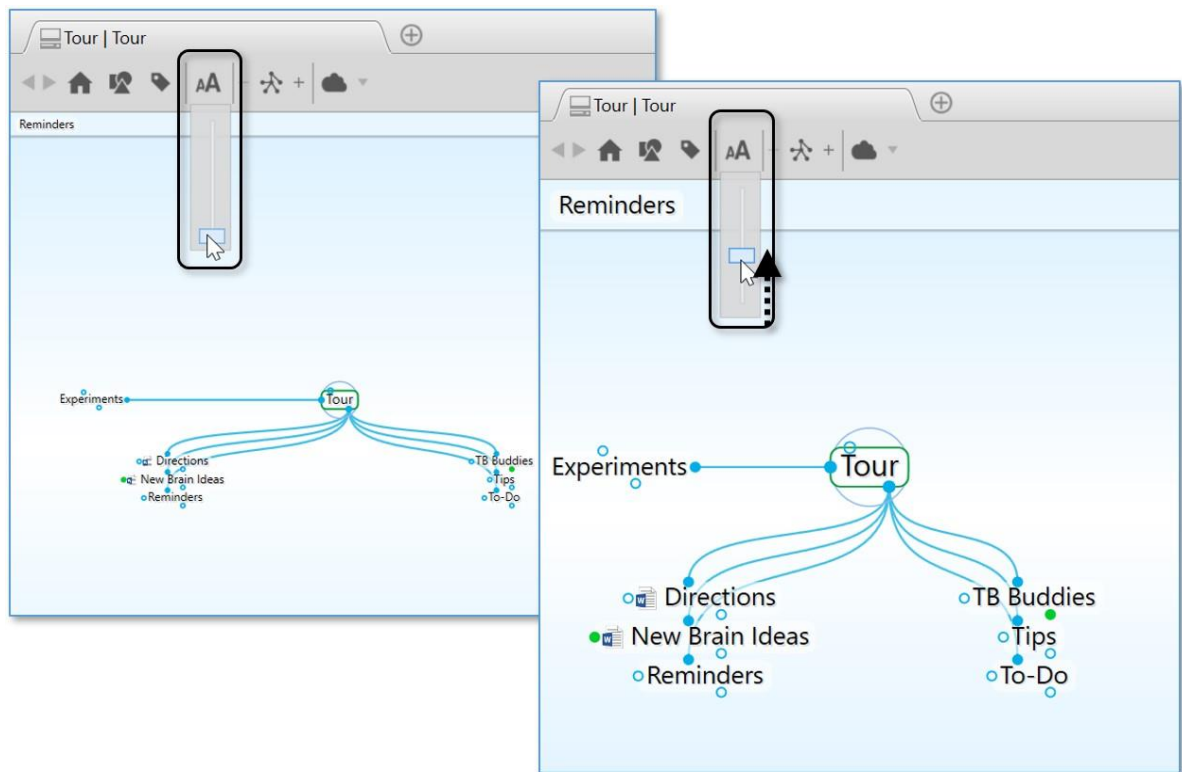 Tour | Tour
AA
Reminders
Experiments
Tour
Directions
New Brain Ideas
Reminders
TB Buddies
Tips
To-Do
Tour | Tour
AA
Reminders
Experiments
Tour
Directions
New Brain Ideas
Reminders
TB Buddies
Tips
To-Do